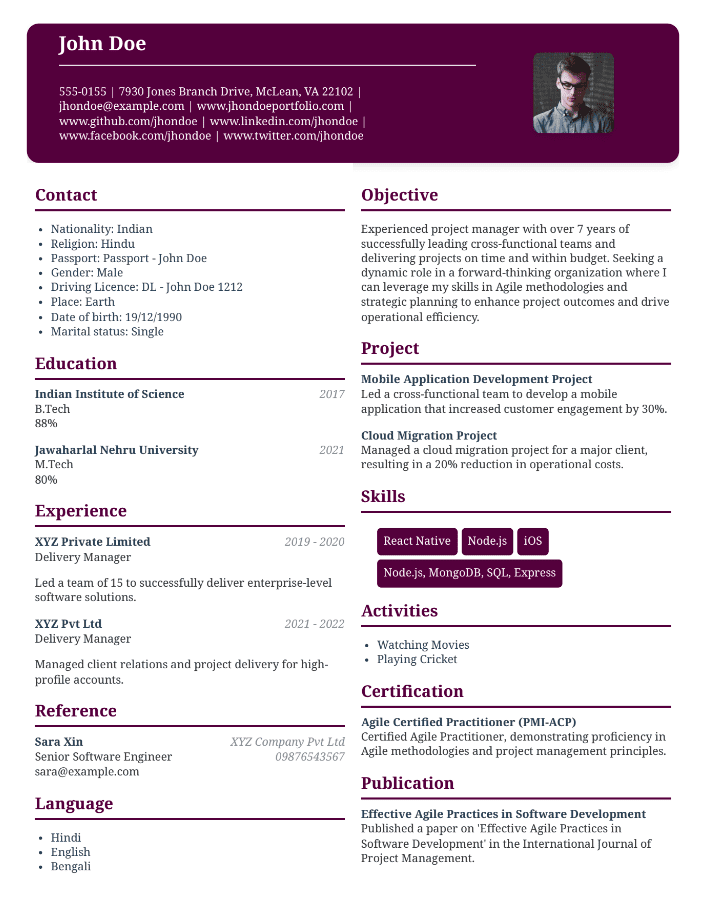 John Doe
555-0155 | 7930 Jones Branch Drive, McLean, VA 22102 |
jhondoe@example.com | www.jhondoeportfolio.com |
www.github.com/jhondoe | www.linkedin.com/jhondoe |
www.facebook.com/jhondoe | www.twitter.com/jhondoe
Contact
• Nationality: Indian
• Religion: Hindu
• Passport: Passport - John Doe
• Gender: Male
• Driving Licence: DL - John Doe 1212
• Place: Earth
• Date of birth: 19/12/1990
• Marital status: Single
Education
Indian Institute of Science 2017
B.Tech
88%
Jawaharlal Nehru University 2021
M.Tech
80%
Experience
XYZ Private Limited 2019 - 2020
Delivery Manager
Led a team of 15 to successfully deliver enterprise-level
software solutions.
XYZ Pvt Ltd 2021 - 2022
Delivery Manager
Managed client relations and project delivery for high-
profile accounts.
Reference
Sara Xin XYZ Company Pvt Ltd
Senior Software Engineer 09876543567
sara@example.com
Language
• Hindi
• English
• Bengali
Objective
Experienced project manager with over 7 years of
successfully leading cross-functional teams and
delivering projects on time and within budget. Seeking a
dynamic role in a forward-thinking organization where I
can leverage my skills in Agile methodologies and
strategic planning to enhance project outcomes and drive
operational efficiency.
Project
Mobile Application Development Project
Led a cross-functional team to develop a mobile
application that increased customer engagement by 30%.
Cloud Migration Project
Managed a cloud migration project for a major client,
resulting in a 20% reduction in operational costs.
Skills
React Native Node.js iOS
Node.js, MongoDB, SQL, Express
Activities
• Watching Movies
• Playing Cricket
Certification
Agile Certified Practitioner (PMI-ACP)
Certified Agile Practitioner, demonstrating proficiency in
Agile methodologies and project management principles.
Publication
Effective Agile Practices in Software Development
Published a paper on 'Effective Agile Practices in
Software Development' in the International Journal of
Project Management.